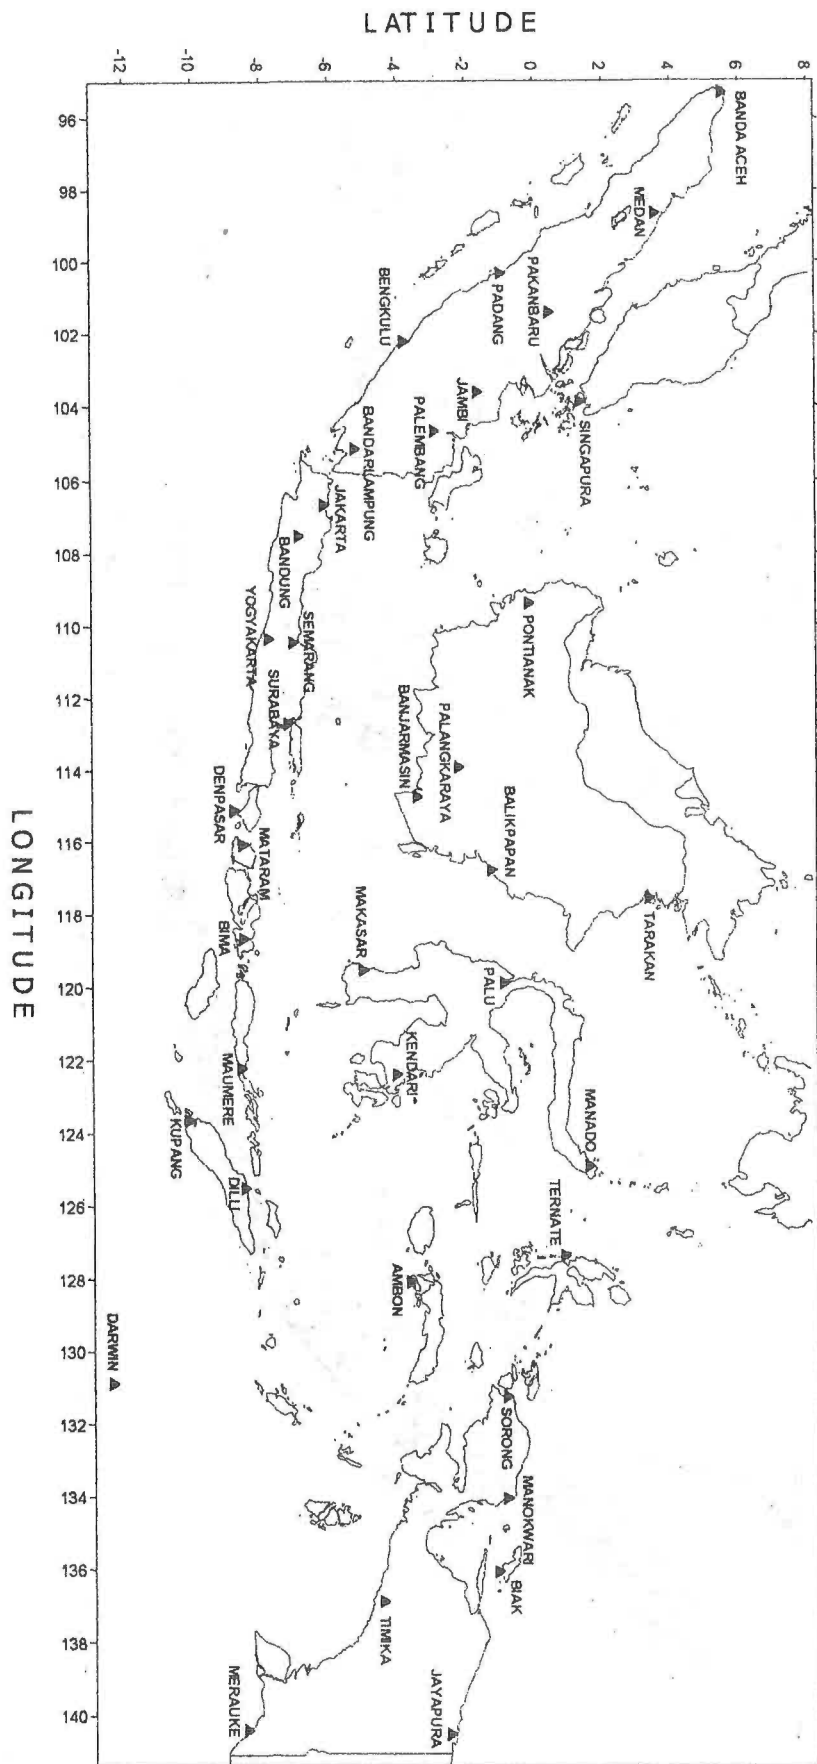 LATITUDE
-12
-10
-8
-6
-4
-2
0
2
4
6
8
96
98
100
102
104
106
108
110
112
114
116
118
120
122
124
126
128
130
132
134
136
138
140
LONGITUDE
BANDA ACEH
MEDAN
PAKANBARU
PADANG
BENGKULU
SINGAPURA
JAMBI
PALEMBANG
BANDARLAMPUNG
JAKARTA
BANDUNG
SEMARANG
YOGYAKARTA
SURABAYA
PONTIANAK
PALANGKARAYA
BANJARMASIN
BALIKPAPAN
TARAKAN
DENPASAR
MATARAM
BIMA
MAKASAR
PALU
KENDARI
MANADO
MAUMERE
KUPANG
DILLI
TERNATE
AMBON
DARWIN
SORONG
MANOKWARI
BIAK
TIMIKA
JAYAPURA
MERAUKE